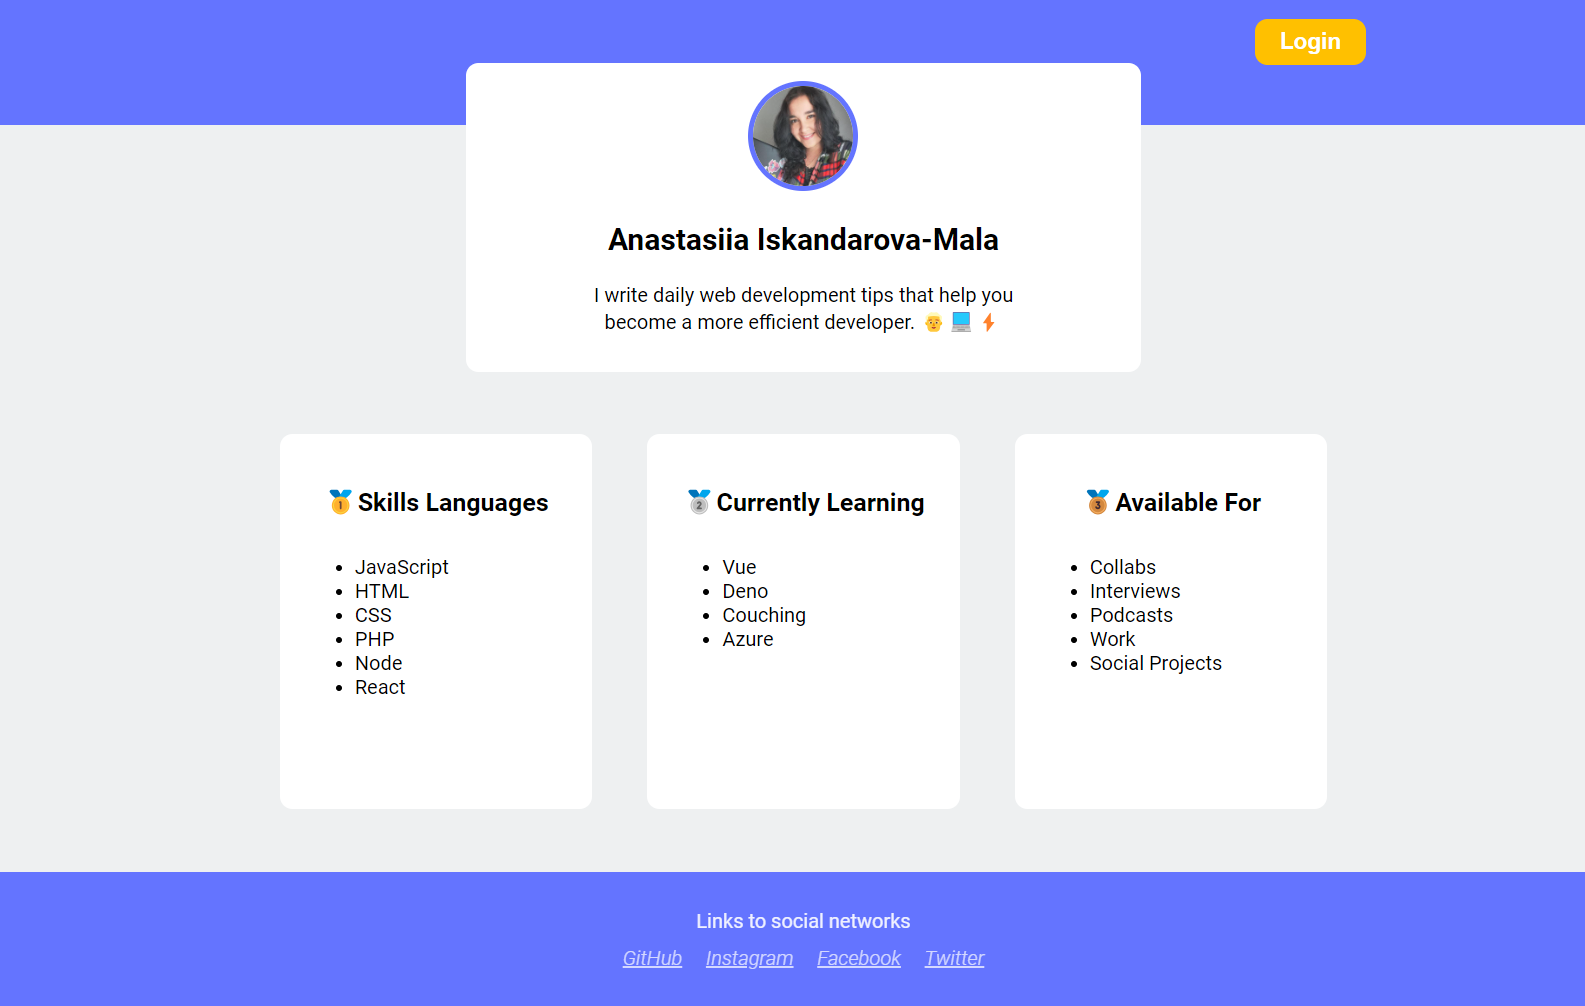 Login
Anastasiia Iskandarova-Mala
I write daily web development tips that help you
become a more efficient developer. 👴 💻 ⚡
🥇 Skills Languages
• JavaScript
• HTML
• CSS
• PHP
• Node
• React
🥈 Currently Learning
• Vue
• Deno
• Couching
• Azure
🥉 Available For
• Collabs
• Interviews
• Podcasts
• Work
• Social Projects
Links to social networks
GitHub Instagram Facebook Twitter